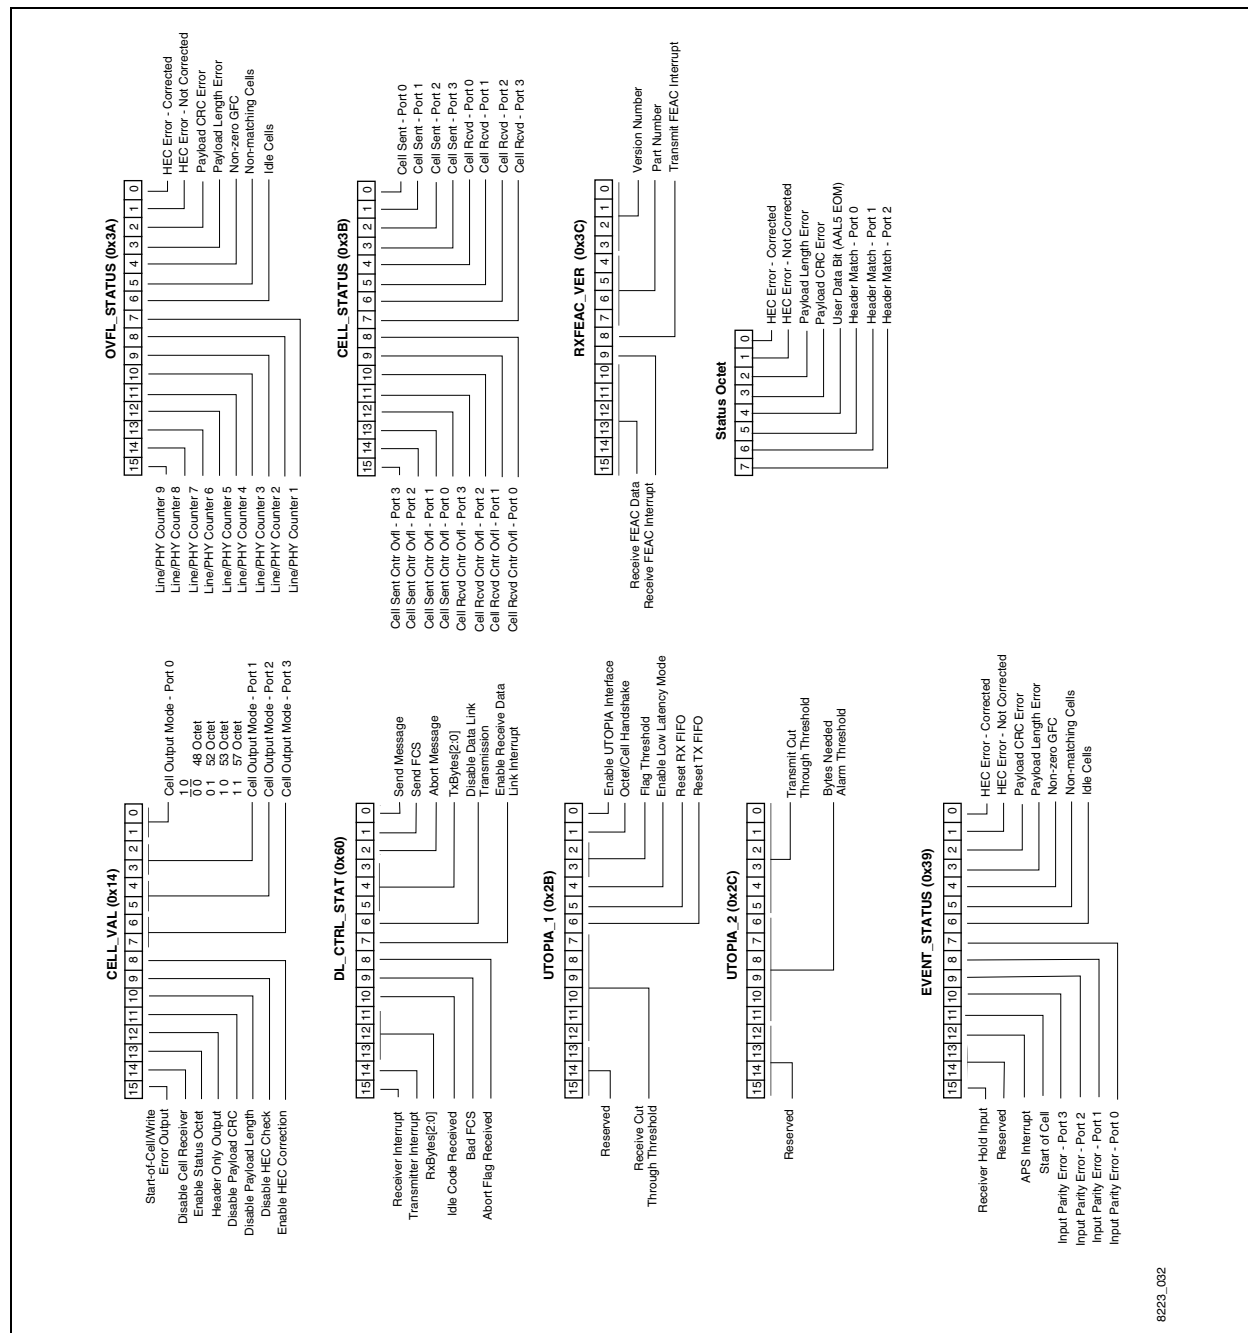 CELL_VAL (0x14)
15 14 13 12 11 10 9 8 7 6 5 4 3 2 1 0
Start-of-Cell/Write
Error Output
Disable Cell Receiver
Enable Status Octet
Header Only Output
Disable Payload CRC
Disable Payload Length
Disable HEC Check
Enable HEC Correction
Cell Output Mode - Port 0
1 0
0 0 48 Octet
0 1 52 Octet
1 0 53 Octet
1 1 57 Octet
Cell Output Mode - Port 1
Cell Output Mode - Port 2
Cell Output Mode - Port 3
DL_CTRL_STAT (0x60)
15 14 13 12 11 10 9 8 7 6 5 4 3 2 1 0
Receiver Interrupt
Transmitter Interrupt
RxBytes[2:0]
Idle Code Received
Bad FCS
Abort Flag Received
Send Message
Send FCS
Abort Message
TxBytes[2:0]
Disable Data Link
Transmission
Enable Receive Data
Link Interrupt
UTOPIA_1 (0x2B)
15 14 13 12 11 10 9 8 7 6 5 4 3 2 1 0
Reserved
Receive Cut
Through Threshold
Enable UTOPIA Interface
Octet/Cell Handshake
Flag Threshold
Enable Low Latency Mode
Reset RX FIFO
Reset TX FIFO
UTOPIA_2 (0x2C)
15 14 13 12 11 10 9 8 7 6 5 4 3 2 1 0
Reserved
Transmit Cut
Through Threshold
Bytes Needed
Alarm Threshold
EVENT_STATUS (0x39)
15 14 13 12 11 10 9 8 7 6 5 4 3 2 1 0
Receiver Hold Input
Reserved
APS Interrupt
Start of Cell
Input Parity Error - Port 3
Input Parity Error - Port 2
Input Parity Error - Port 1
Input Parity Error - Port 0
HEC Error - Corrected
HEC Error - Not Corrected
Payload CRC Error
Payload Length Error
Non-zero GFC
Non-matching Cells
Idle Cells
OVFL_STATUS (0x3A)
15 14 13 12 11 10 9 8 7 6 5 4 3 2 1 0
Line/PHY Counter 9
Line/PHY Counter 8
Line/PHY Counter 7
Line/PHY Counter 6
Line/PHY Counter 5
Line/PHY Counter 4
Line/PHY Counter 3
Line/PHY Counter 2
Line/PHY Counter 1
HEC Error - Corrected
HEC Error - Not Corrected
Payload CRC Error
Payload Length Error
Non-zero GFC
Non-matching Cells
Idle Cells
CELL_STATUS (0x3B)
15 14 13 12 11 10 9 8 7 6 5 4 3 2 1 0
Cell Sent Cntr Ovfl - Port 3
Cell Sent Cntr Ovfl - Port 2
Cell Sent Cntr Ovfl - Port 1
Cell Sent Cntr Ovfl - Port 0
Cell Rcvd Cntr Ovfl - Port 3
Cell Rcvd Cntr Ovfl - Port 2
Cell Rcvd Cntr Ovfl - Port 1
Cell Rcvd Cntr Ovfl - Port 0
Cell Sent - Port 0
Cell Sent - Port 1
Cell Sent - Port 2
Cell Sent - Port 3
Cell Rcvd - Port 0
Cell Rcvd - Port 1
Cell Rcvd - Port 2
Cell Rcvd - Port 3
RXFEAC_VER (0x3C)
15 14 13 12 11 10 9 8 7 6 5 4 3 2 1 0
Receive FEAC Data
Receive FEAC Interrupt
Version Number
Part Number
Transmit FEAC Interrupt
Status Octet
7 6 5 4 3 2 1 0
HEC Error - Corrected
HEC Error - Not Corrected
Payload Length Error
Payload CRC Error
User Data Bit (AAL5 EOM)
Header Match - Port 0
Header Match - Port 1
Header Match - Port 2
8223_032